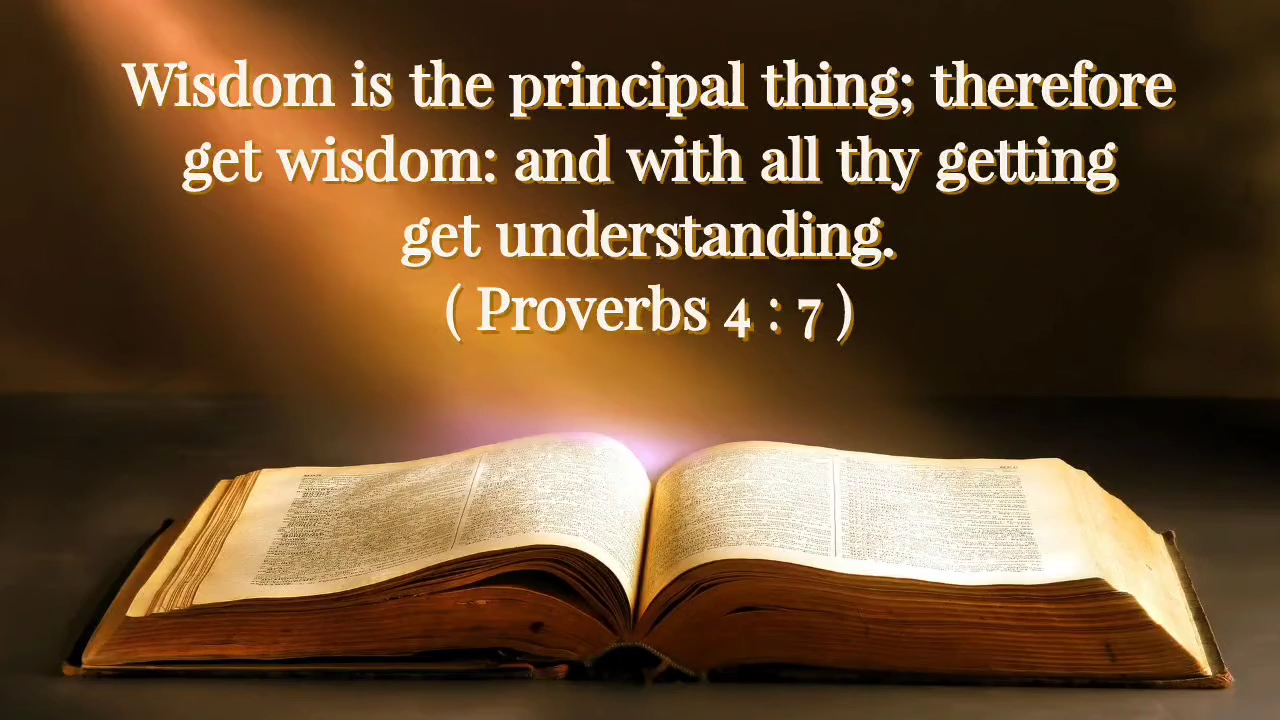 Wisdom is the principal thing; therefore
get wisdom: and with all thy getting
get understanding.
( Proverbs 4 : 7 )